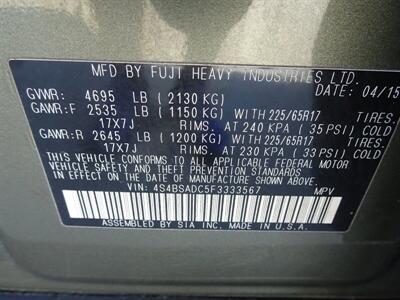 MFD BY FUJI HEAVY INDUSTRIES LTD.
DATE: 04/15
GVWR: 4695 LB ( 2130 KG)
GAWR:F 2535 LB ( 1150 KG) WITH 225/65R17 TIRES.
17X7J RIMS. AT 240 KPA ( 35 PSI) COLD
GAWR:R 2645 LB ( 1200 KG) WITH 225/65R17 TIRES.
17X7J RIMS. AT 230 KPA ( 33 PSI) COLD
THIS VEHICLE CONFORMS TO ALL APPLICABLE FEDERAL MOTOR
VEHICLE SAFETY AND THEFT PREVENTION STANDARDS IN EFFECT
ON THE DATE OF MANUFACTURE SHOWN ABOVE.
VIN: 4S4BSADC5F3333567 MPV
ASSEMBLED BY SIA INC. MADE IN U.S.A.